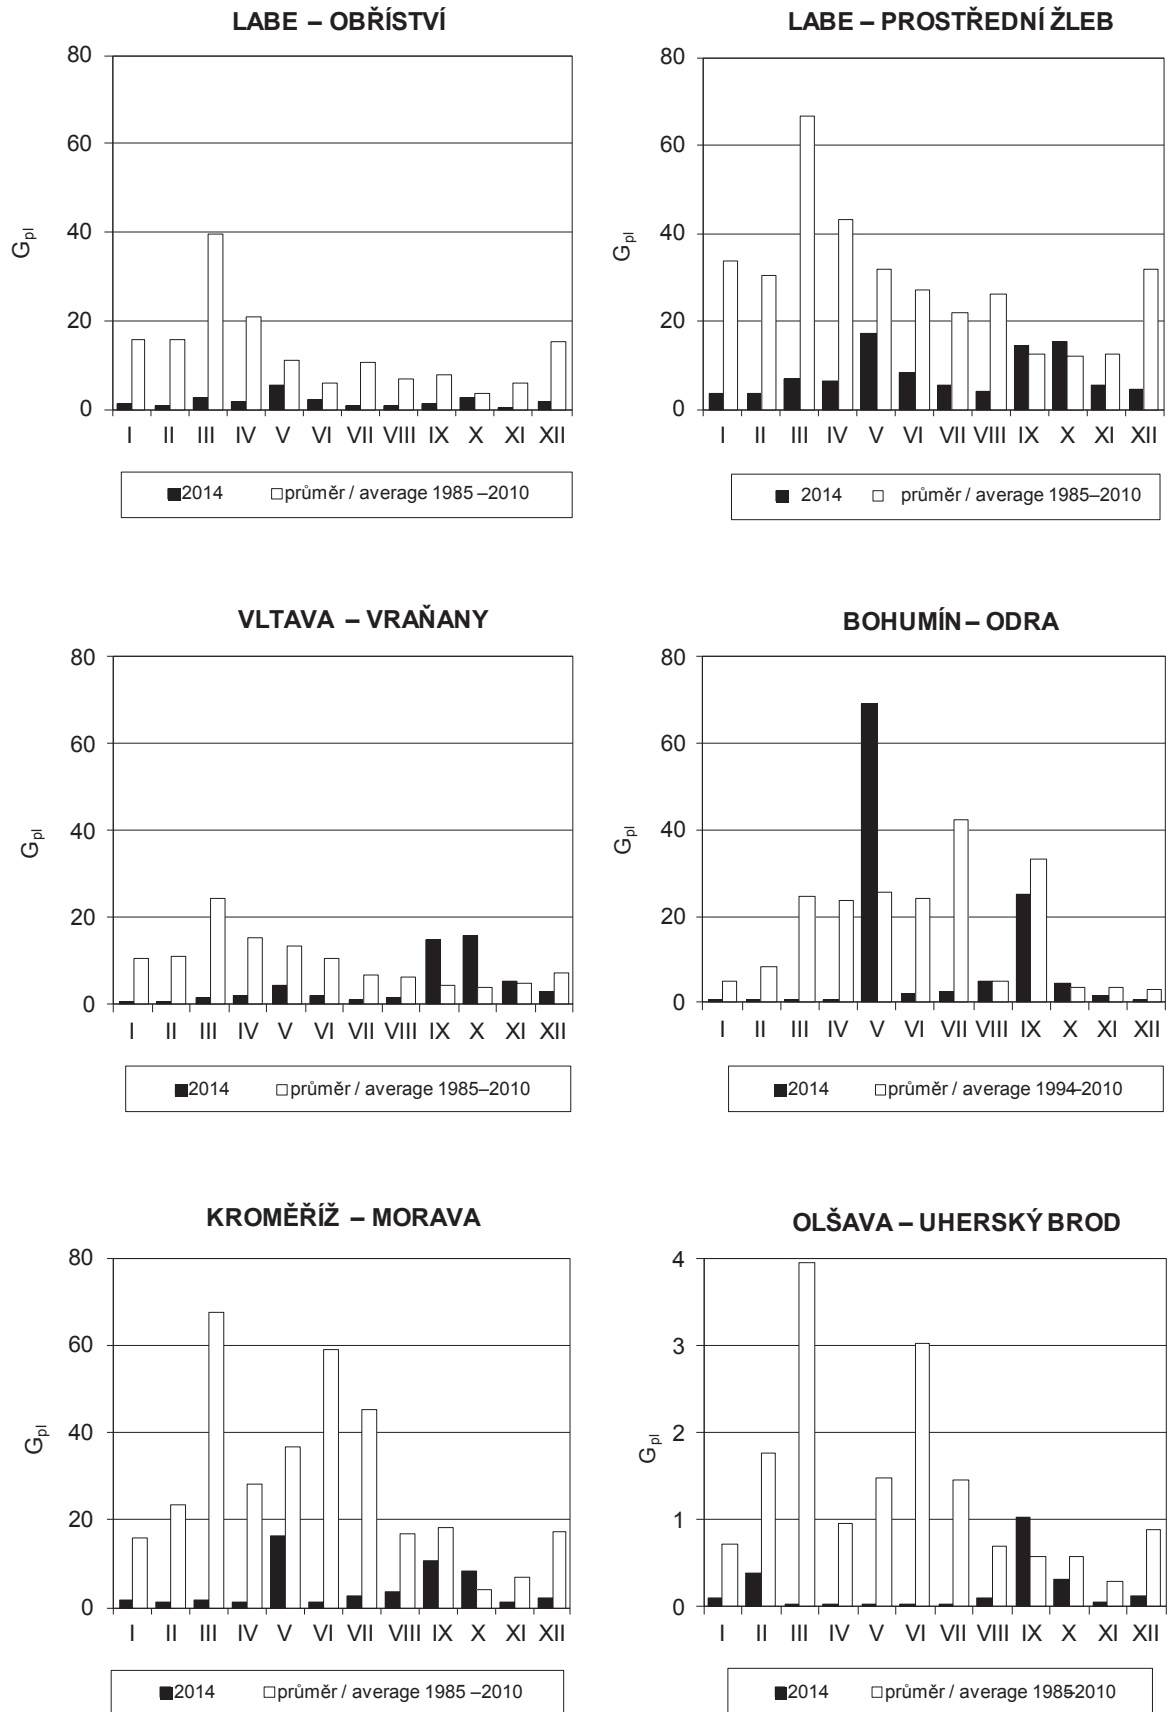 LABE – OBŘÍSTVÍ
80
60
40
20
0
G_pl
I II III IV V VI VII VIII IX X XI XII
2014 průměr / average 1985 –2010
LABE – PROSTŘEDNÍ ŽLEB
80
60
40
20
0
G_pl
I II III IV V VI VII VIII IX X XI XII
2014 průměr / average 1985–2010
VLTAVA – VRAŇANY
80
60
40
20
0
G_pl
I II III IV V VI VII VIII IX X XI XII
2014 průměr / average 1985–2010
BOHUMÍN – ODRA
80
60
40
20
0
G_pl
I II III IV V VI VII VIII IX X XI XII
2014 průměr / average 1994-2010
KROMĚŘÍŽ – MORAVA
80
60
40
20
0
G_pl
I II III IV V VI VII VIII IX X XI XII
2014 průměr / average 1985 –2010
OLŠAVA – UHERSKÝ BROD
4
3
2
1
0
G_pl
I II III IV V VI VII VIII IX X XI XII
2014 průměr / average 1985-2010